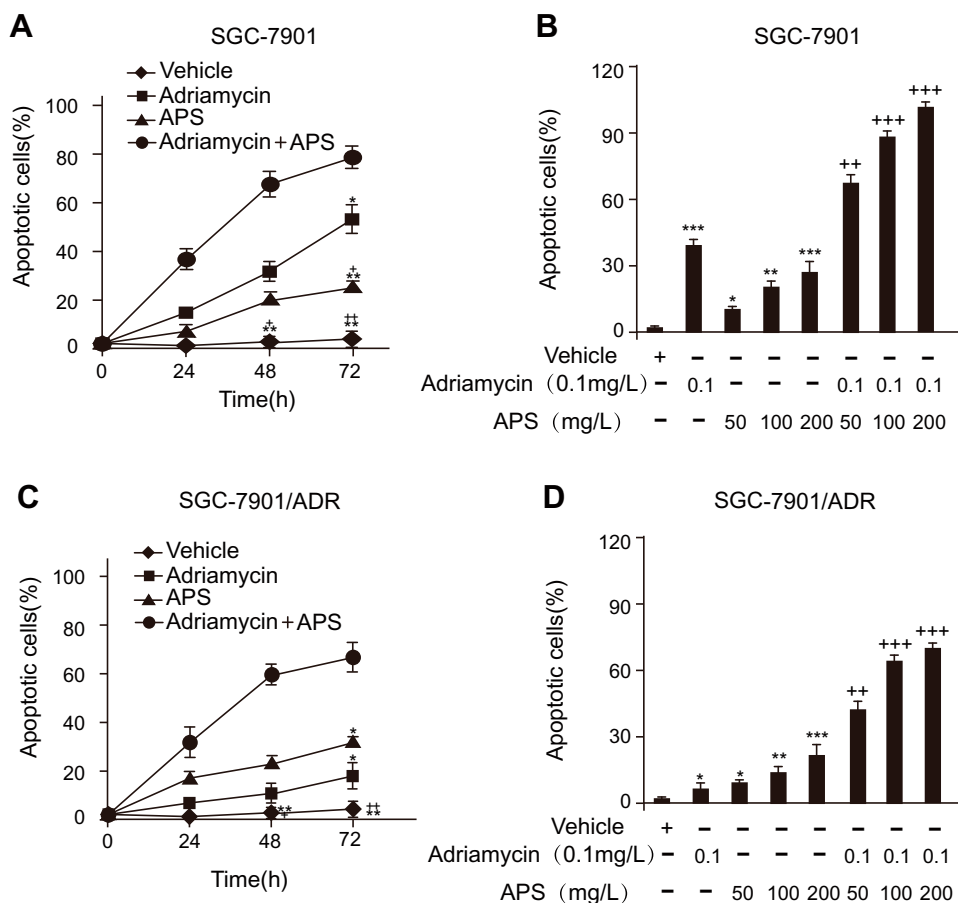 A
SGC-7901
Vehicle
Adriamycin
APS
Adriamycin+APS
Apoptotic cells(%)
100
80
60
40
20
0
*
+
**
+
**
‡‡
**
0 24 48 72
Time(h)
B
SGC-7901
Apoptotic cells(%)
120
90
60
30
0
*** * ** *** ++ +++ +++
Vehicle + − − − − − − −
Adriamycin（0.1mg/L） − 0.1 − − − 0.1 0.1 0.1
APS （mg/L） − − 50 100 200 50 100 200
C
SGC-7901/ADR
Vehicle
Adriamycin
APS
Adriamycin+APS
Apoptotic cells(%)
100
80
60
40
20
0
*
*
**
+
‡‡
**
0 24 48 72
Time(h)
D
SGC-7901/ADR
Apoptotic cells(%)
120
90
60
30
0
* * ** *** ++ +++ +++
Vehicle + − − − − − − −
Adriamycin（0.1mg/L） − 0.1 − − − 0.1 0.1 0.1
APS （mg/L） − − 50 100 200 50 100 200